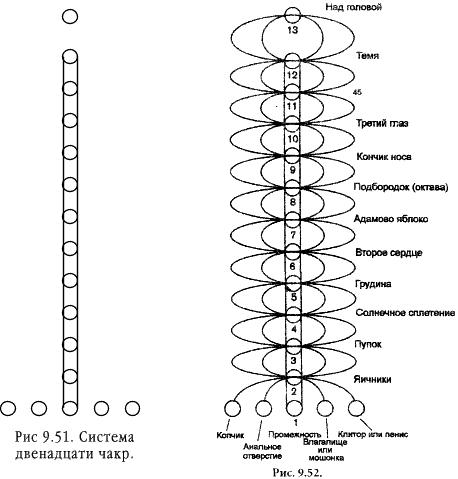 Над головой
13
Темя
12
45
11
Третий глаз
10
Кончик носа
9
Подбородок (октава)
8
Адамово яблоко
7
Второе сердце
6
Грудина
5
Солнечное сплетение
4
Пупок
3
Яичники
2
1
Копчик
Анальное
отверстие
Промежность
Влагалище
или
мошонка
Клитор или пенис
Рис 9.51. Система
двенадцати чакр.
Рис. 9.52.